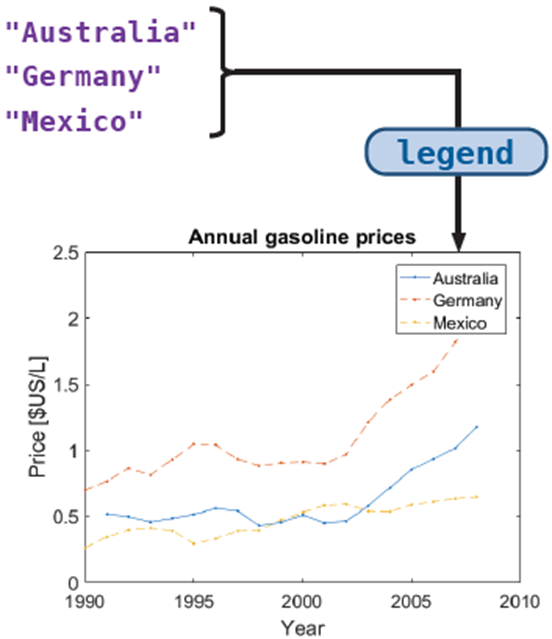 "Australia"
"Germany"
"Mexico"
legend
Annual gasoline prices
2.5
2
1.5
1
0.5
0
Price [$US/L]
Australia
Germany
Mexico
1990 1995 2000 2005 2010
Year